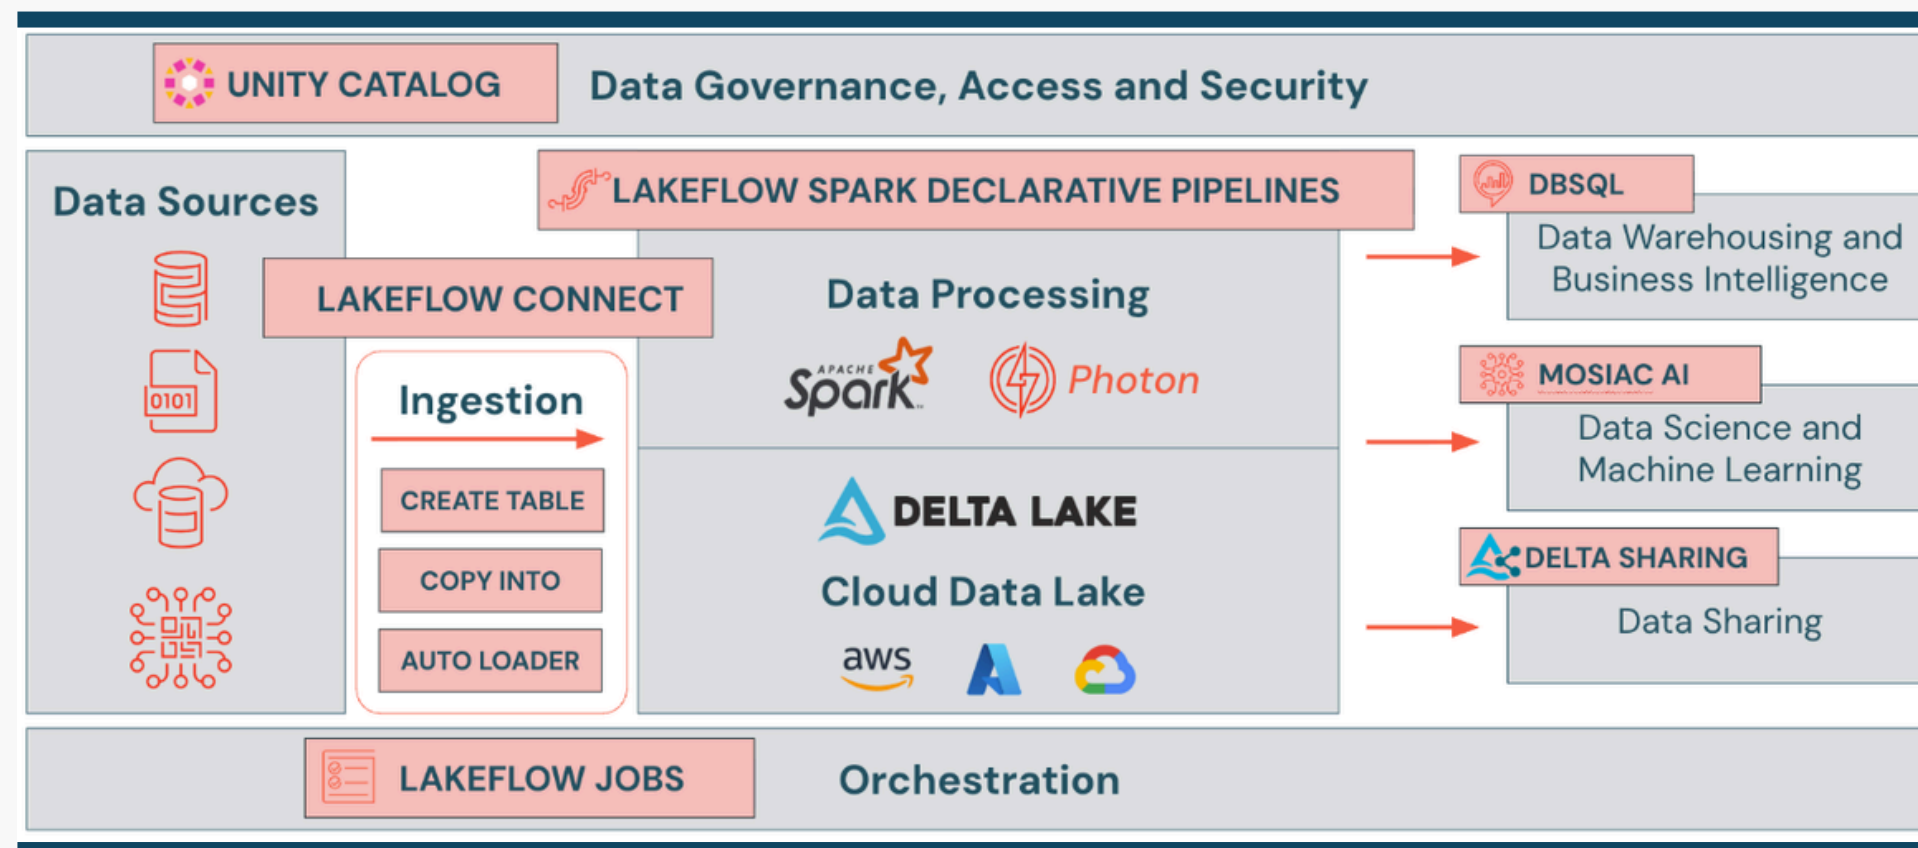 UNITY CATALOG
Data Governance, Access and Security
Data Sources
0101
LAKEFLOW CONNECT
Ingestion
CREATE TABLE
COPY INTO
AUTO LOADER
LAKEFLOW SPARK DECLARATIVE PIPELINES
Data Processing
APACHE
Spark
Photon
DELTA LAKE
Cloud Data Lake
aws
DBSQL
Data Warehousing and
Business Intelligence
MOSIAC AI
Data Science and
Machine Learning
DELTA SHARING
Data Sharing
LAKEFLOW JOBS
Orchestration